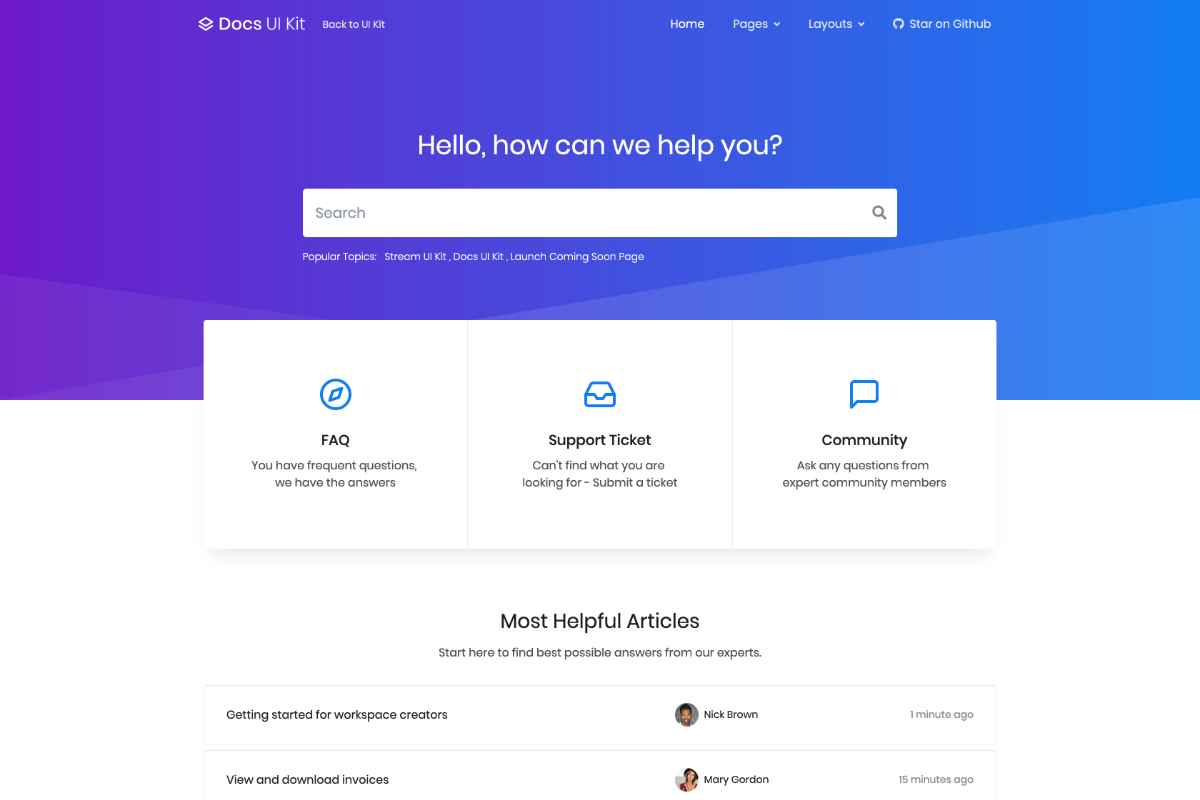 Docs UI Kit Back to UI Kit Home Pages Layouts Star on Github
Hello, how can we help you?
Search
Popular Topics: Stream UI Kit , Docs UI Kit , Launch Coming Soon Page
FAQ
You have frequent questions,
we have the answers
Support Ticket
Can't find what you are
looking for - Submit a ticket
Community
Ask any questions from
expert community members
Most Helpful Articles
Start here to find best possible answers from our experts.
Getting started for workspace creators Nick Brown 1 minute ago
View and download invoices Mary Gordon 15 minutes ago